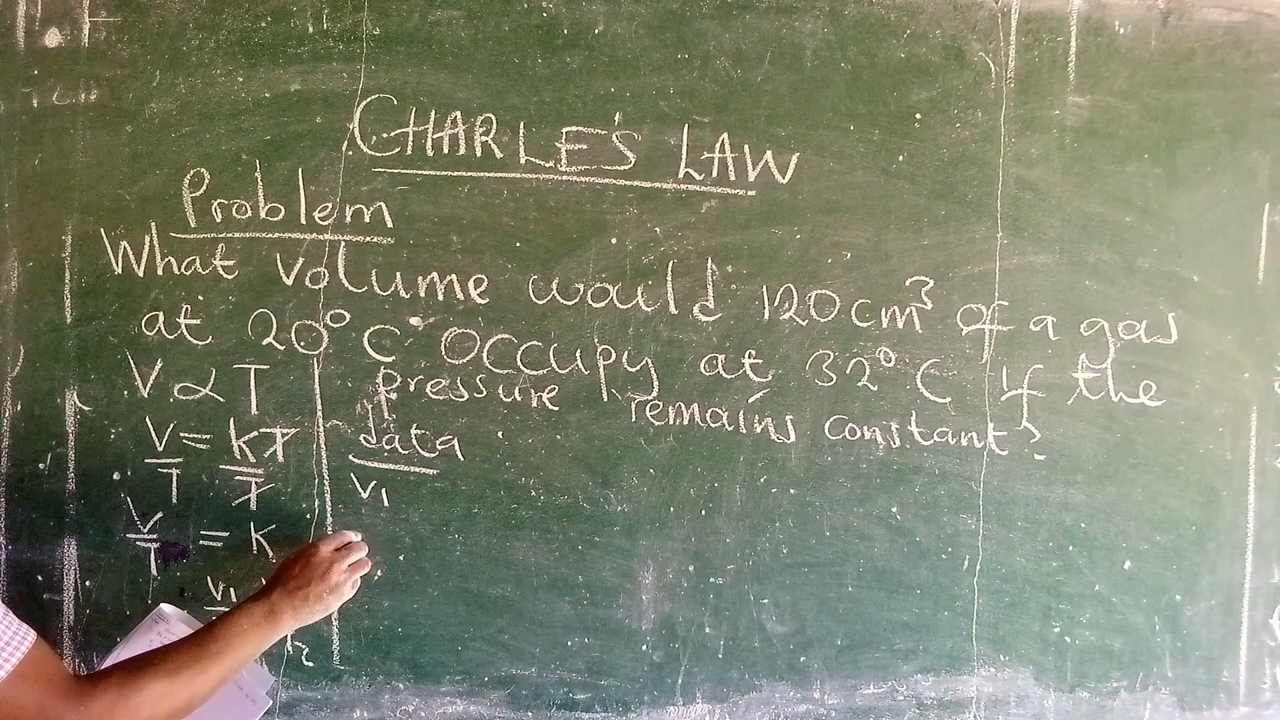 CHARLE'S LAW
Problem
What volume would 120cm³ of a gas
at 20°C occupy at 32°C if the
pressure remains constant?
V α T
V/T = kT/T
V/T = k
V₁
data
V₁